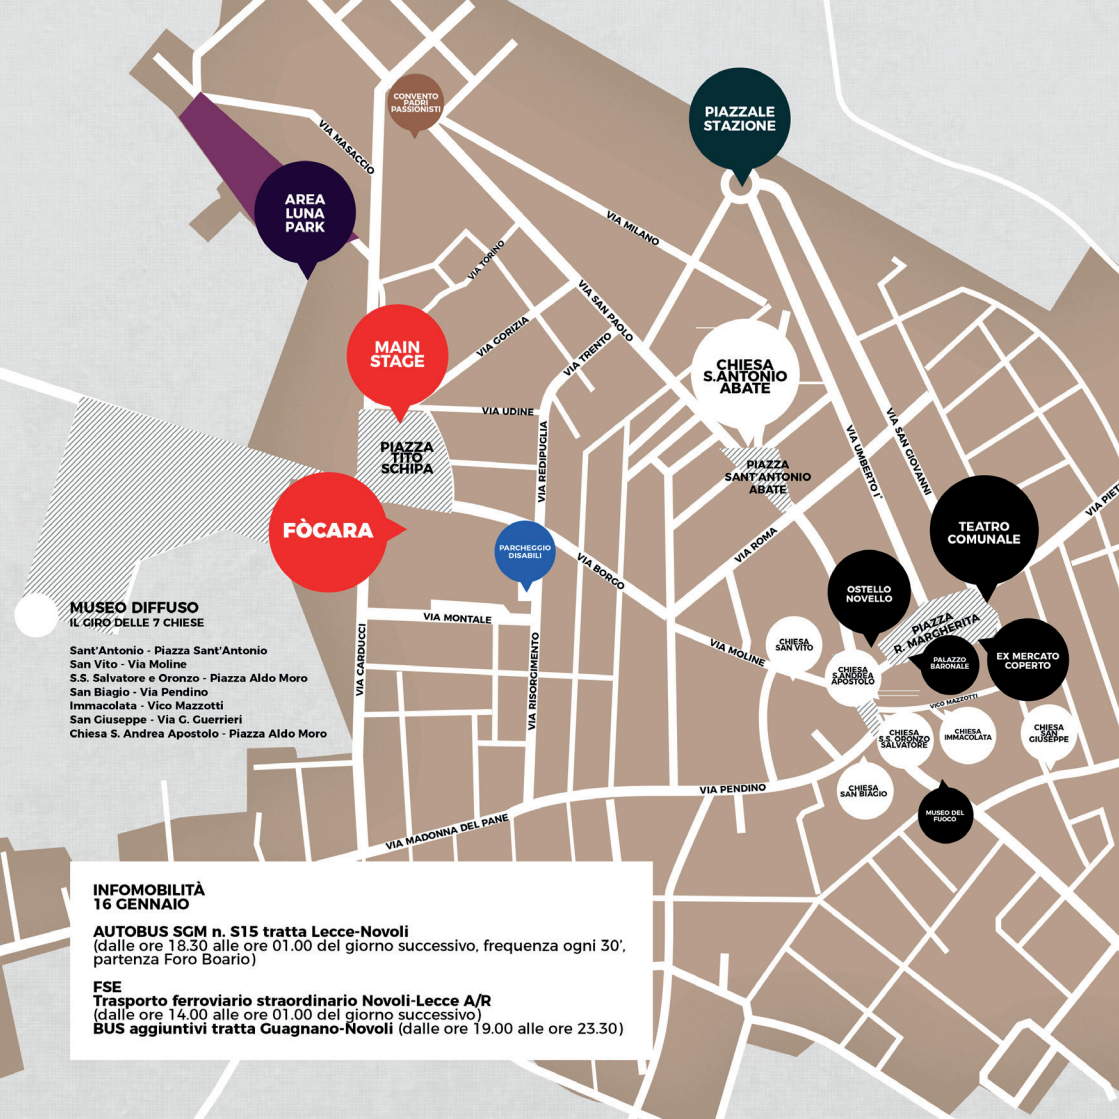 CONVENTO
PADRI
PASSIONISTI
PIAZZALE
STAZIONE
VIA MASACCIO
AREA
LUNA
PARK
VIA MILANO
VIA TORINO
VIA SAN PAOLO
VIA GORIZIA
VIA TRENTO
MAIN
STAGE
CHIESA
S.ANTONIO
ABATE
VIA UDINE
PIAZZA
TITO
SCHIPA
VIA REDIPUGLIA
VIA UMBERTO I°
VIA SAN GIOVANNI
PIAZZA
SANT'ANTONIO
ABATE
VIA PIET
FÒCARA
PARCHEGGIO
DISABILI
VIA BORGO
VIA ROMA
TEATRO
COMUNALE
OSTELLO
NOVELLO
PIAZZA
R. MARGHERITA
MUSEO DIFFUSO
IL GIRO DELLE 7 CHIESE
Sant'Antonio - Piazza Sant'Antonio
San Vito - Via Moline
S.S. Salvatore e Oronzo - Piazza Aldo Moro
San Biagio - Via Pendino
Immacolata - Vico Mazzotti
San Giuseppe - Via G. Guerrieri
Chiesa S. Andrea Apostolo - Piazza Aldo Moro
VIA MONTALE
VIA CARDUCCI
VIA RISORGIMENTO
VIA MOLINE
CHIESA
SAN VITO
CHIESA
S.ANDREA
APOSTOLO
PALAZZO
BARONALE
EX MERCATO
COPERTO
VICO MAZZOTTI
CHIESA
S.S. ORONZO
SALVATORE
CHIESA
IMMACOLATA
CHIESA
SAN
GIUSEPPE
CHIESA
SAN BIAGIO
MUSEO DEL
FUOCO
VIA PENDINO
VIA MADONNA DEL PANE
INFOMOBILITÀ
16 GENNAIO
AUTOBUS SGM n. S15 tratta Lecce-Novoli
(dalle ore 18.30 alle ore 01.00 del giorno successivo, frequenza ogni 30',
partenza Foro Boario)
FSE
Trasporto ferroviario straordinario Novoli-Lecce A/R
(dalle ore 14.00 alle ore 01.00 del giorno successivo)
BUS aggiuntivi tratta Guagnano-Novoli (dalle ore 19.00 alle ore 23.30)